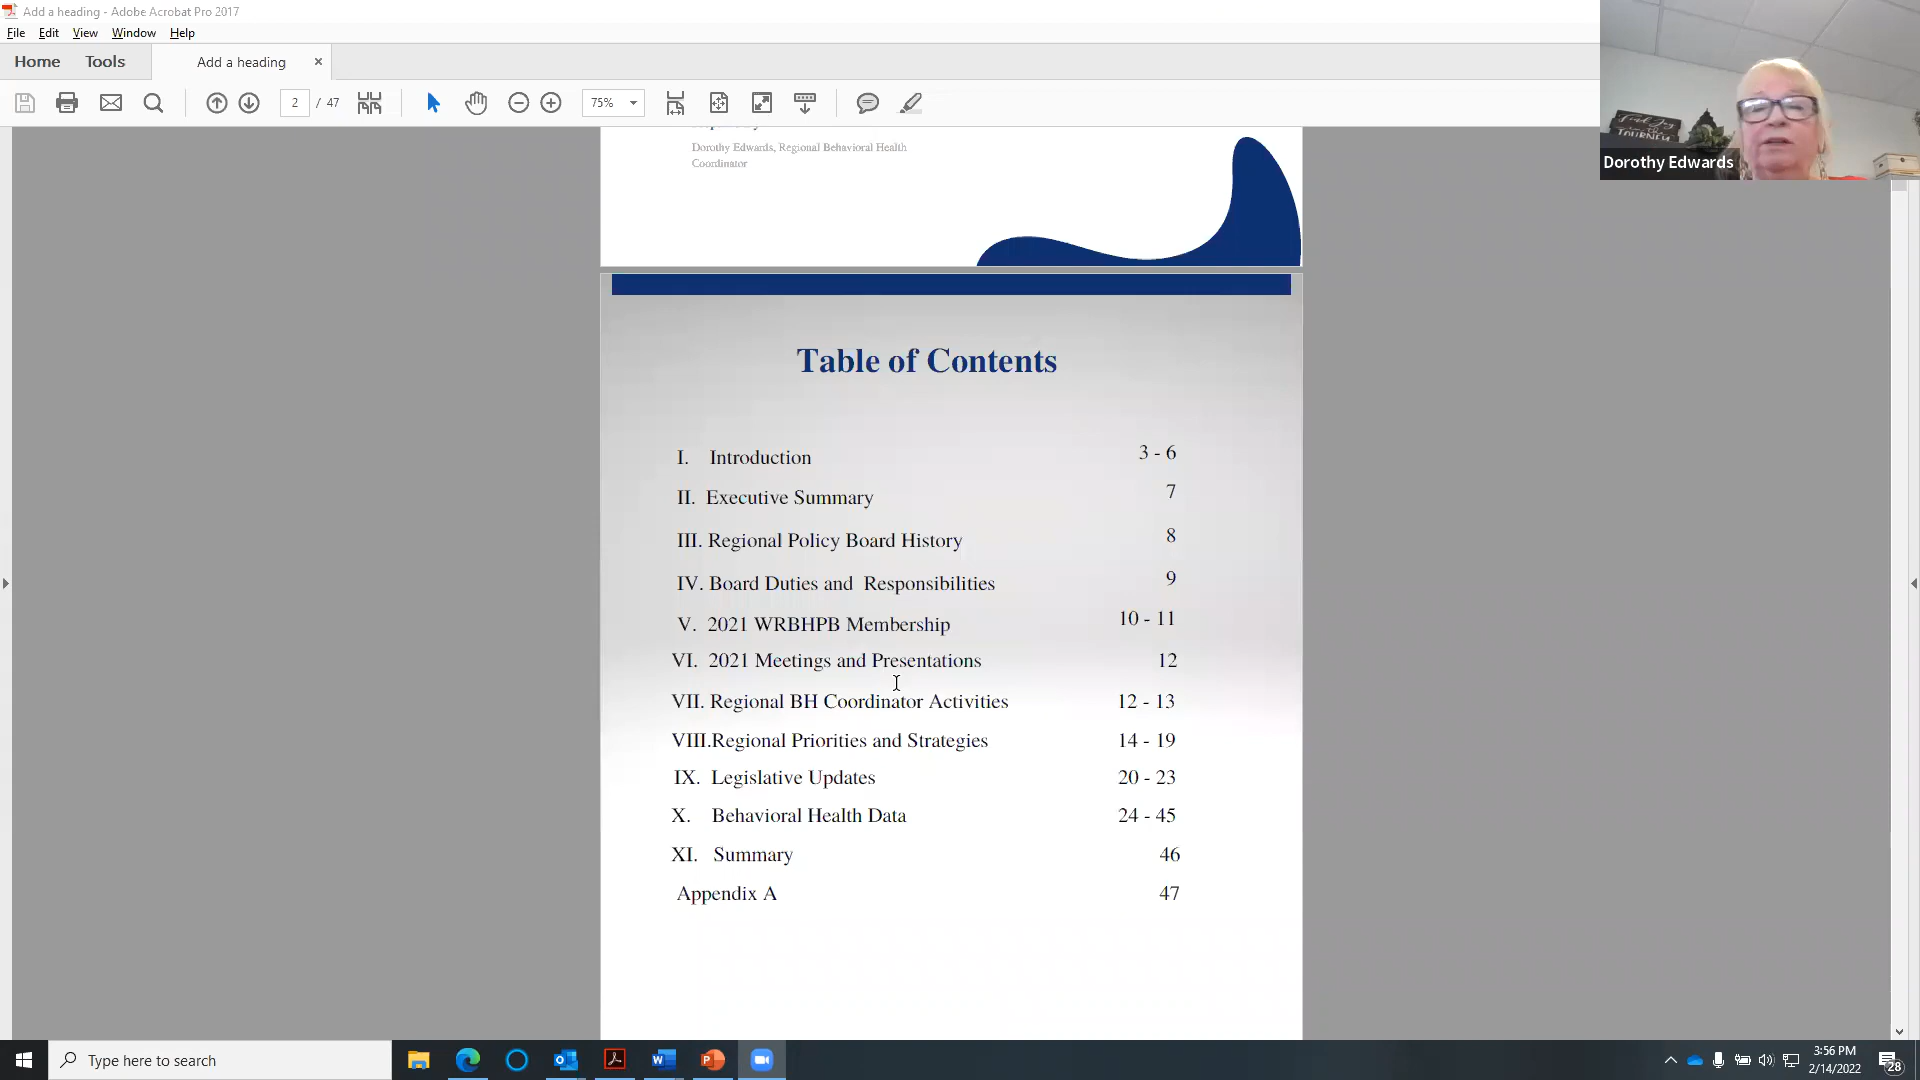 Add a heading - Adobe Acrobat Pro 2017
File Edit View Window Help
Home Tools Add a heading ×
2 / 47 75%
Dorothy Edwards, Regional Behavioral Health
Coordinator
JOURNEY
Dorothy Edwards
Table of Contents
I. Introduction 3 - 6
II. Executive Summary 7
III. Regional Policy Board History 8
IV. Board Duties and Responsibilities 9
V. 2021 WRBHPB Membership 10 - 11
VI. 2021 Meetings and Presentations 12
VII. Regional BH Coordinator Activities 12 - 13
VIII.Regional Priorities and Strategies 14 - 19
IX. Legislative Updates 20 - 23
X. Behavioral Health Data 24 - 45
XI. Summary 46
Appendix A 47
Type here to search
3:56 PM
2/14/2022
28